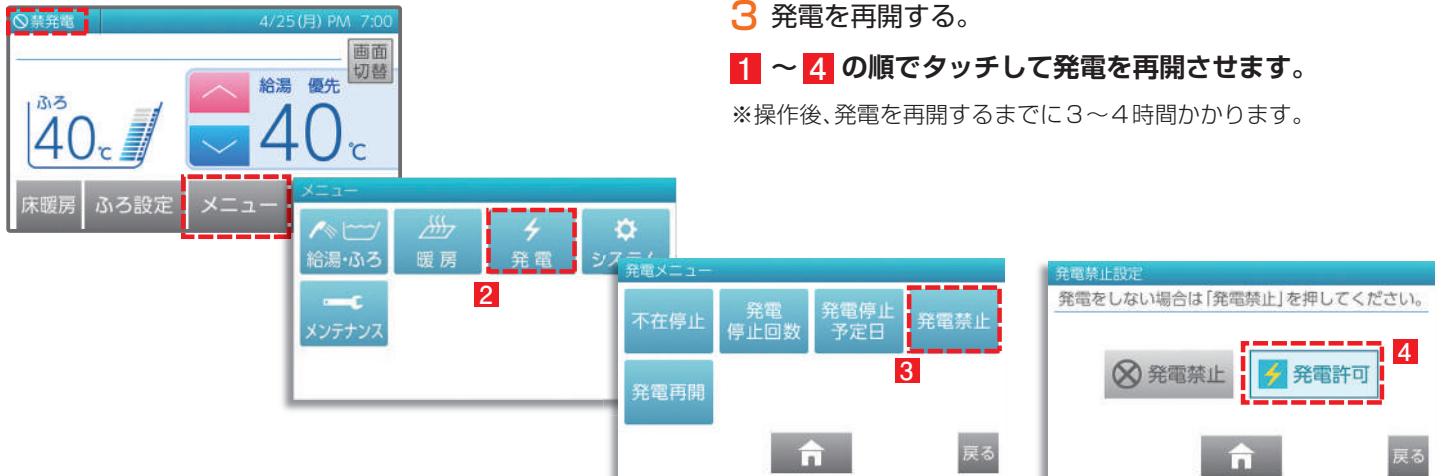 3 発電を再開する。
1 ～ 4 の順でタッチして発電を再開させます。
※操作後、発電を再開するまでに3～4時間かかります。
禁発電
4/25(月) PM 7:00
画面
切替
ふろ
40℃
給湯 優先
40℃
床暖房
ふろ設定
メニュー
メニュー
給湯・ふろ
暖房
発電
システム
2
メンテナンス
発電メニュー
不在停止
発電
停止回数
発電停止
予定日
発電禁止
3
発電再開
戻る
発電禁止設定
発電をしない場合は「発電禁止」を押してください。
発電禁止
発電許可
4
戻る